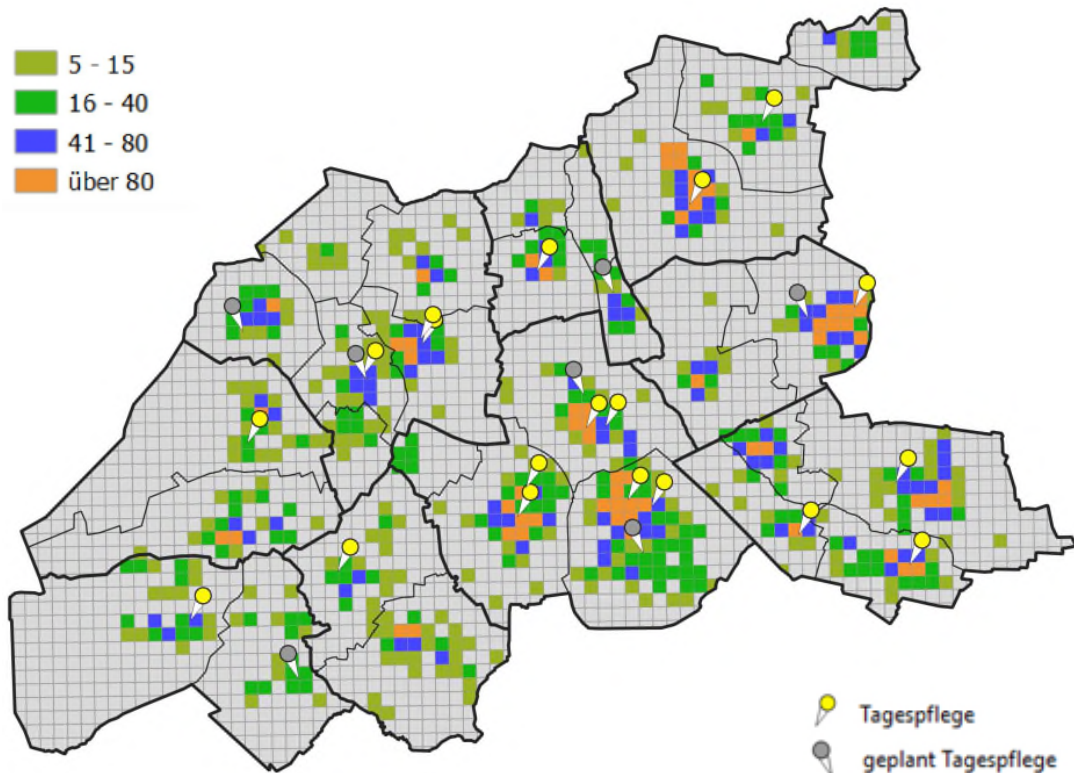 5 - 15
16 - 40
41 - 80
über 80
Tagespflege
geplant Tagespflege